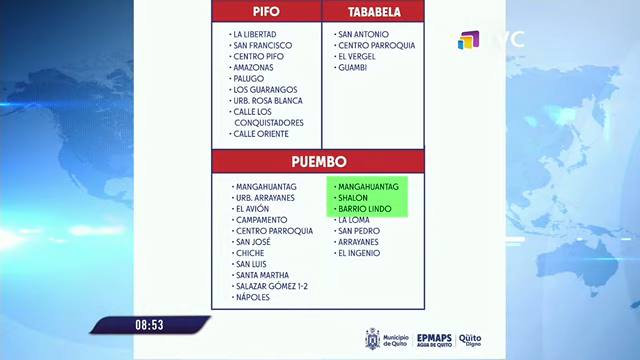 PIFO
• LA LIBERTAD
• SAN FRANCISCO
• CENTRO PIFO
• AMAZONAS
• PALUGO
• LOS GUARANGOS
• URB. ROSA BLANCA
• CALLE LOS
CONQUISTADORES
• CALLE ORIENTE
TABABELA
• SAN ANTONIO
• CENTRO PARROQUIA
• EL VERGEL
• GUAMBI
VC
PUEMBO
• MANGAHUANTAG
• URB. ARRAYANES
• EL AVIÓN
• CAMPAMENTO
• CENTRO PARROQUIA
• SAN JOSÉ
• CHICHE
• SAN LUIS
• SANTA MARTHA
• SALAZAR GÓMEZ 1-2
• NÁPOLES
• MANGAHUANTAG
• SHALON
• BARRIO LINDO
• LA LOMA
• SAN PEDRO
• ARRAYANES
• EL INGENIO
08:53
Municipio
de Quito
EPMAPS
AGUA DE QUITO
Quito
Digno